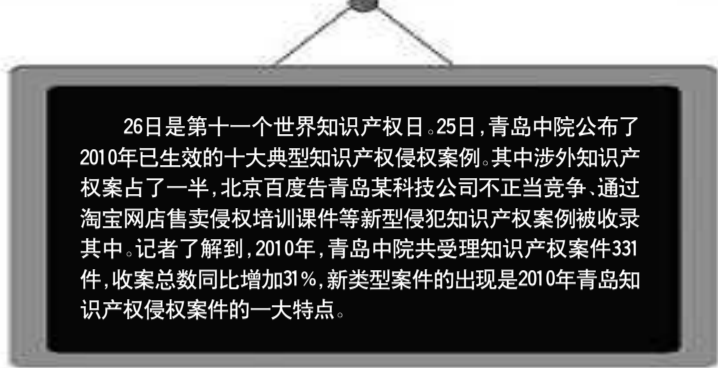 26日是第十一个世界知识产权日。25日,青岛中院公布了
2010年已生效的十大典型知识产权侵权案例。其中涉外知识产
权案占了一半,北京百度告青岛某科技公司不正当竞争、通过
淘宝网店售卖侵权培训课件等新型侵犯知识产权案例被收录
其中。记者了解到,2010年,青岛中院共受理知识产权案件331
件,收案总数同比增加31%,新类型案件的出现是2010年青岛知
识产权侵权案件的一大特点。